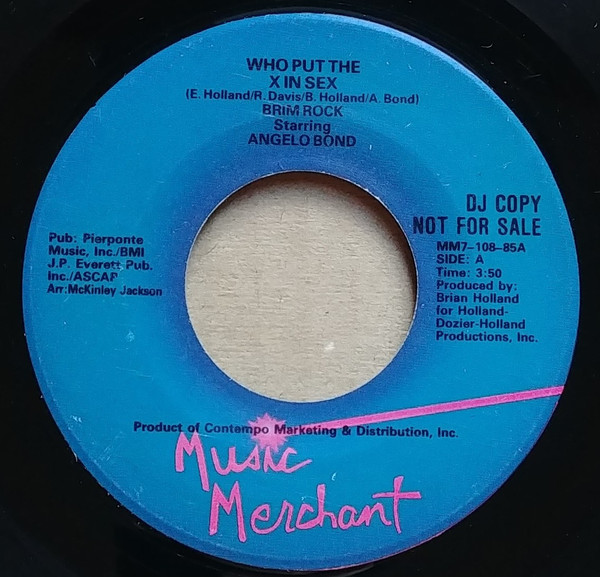 WHO PUT THE
X IN SEX
(E. Holland/R. Davis/B. Holland/A. Bond)
BRIM ROCK
Starring
ANGELO BOND
DJ COPY
NOT FOR SALE
MM7-108-85A
SIDE: A
Time: 3:50
Produced by:
Brian Holland
for Holland-
Dozier-Holland
Productions, Inc.
Pub: Pierponte
Music, Inc./BMI
J.P. Everett Pub.
Inc./ASCAP
Arr:McKinley Jackson
Product of Contempo Marketing & Distribution, Inc.
Music
Merchant